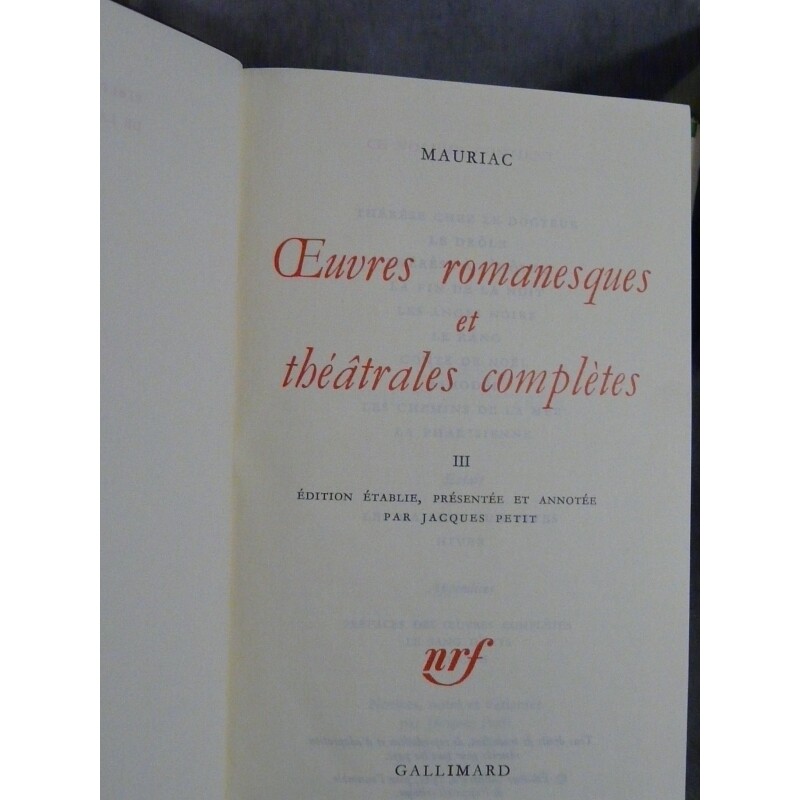 MAURIAC
Œuvres romanesques
et
théâtrales complètes
III
ÉDITION ÉTABLIE, PRÉSENTÉE ET ANNOTÉE
PAR JACQUES PETIT
nrf
GALLIMARD